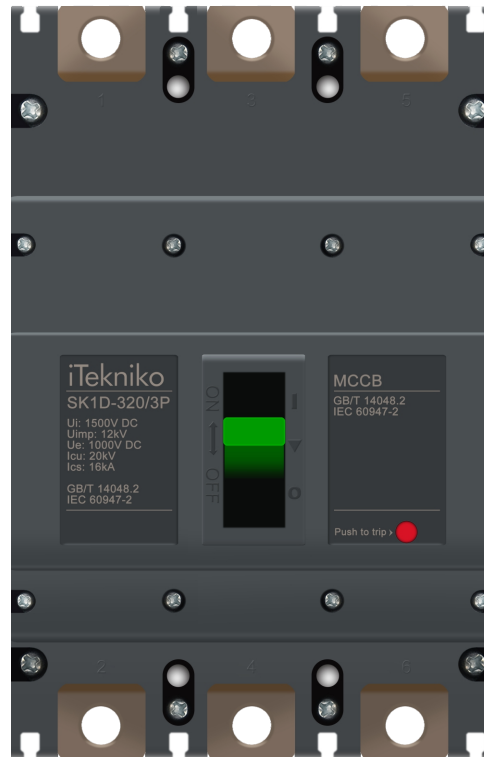 1 3 5
iTekniko
SK1D-320/3P
Ui: 1500V DC
Uimp: 12kV
Ue: 1000V DC
Icu: 20kV
Ics: 16kA
GB/T 14048.2
IEC 60947-2
ON
OFF
I
O
MCCB
GB/T 14048.2
IEC 60947-2
Push to trip >
2 4 6